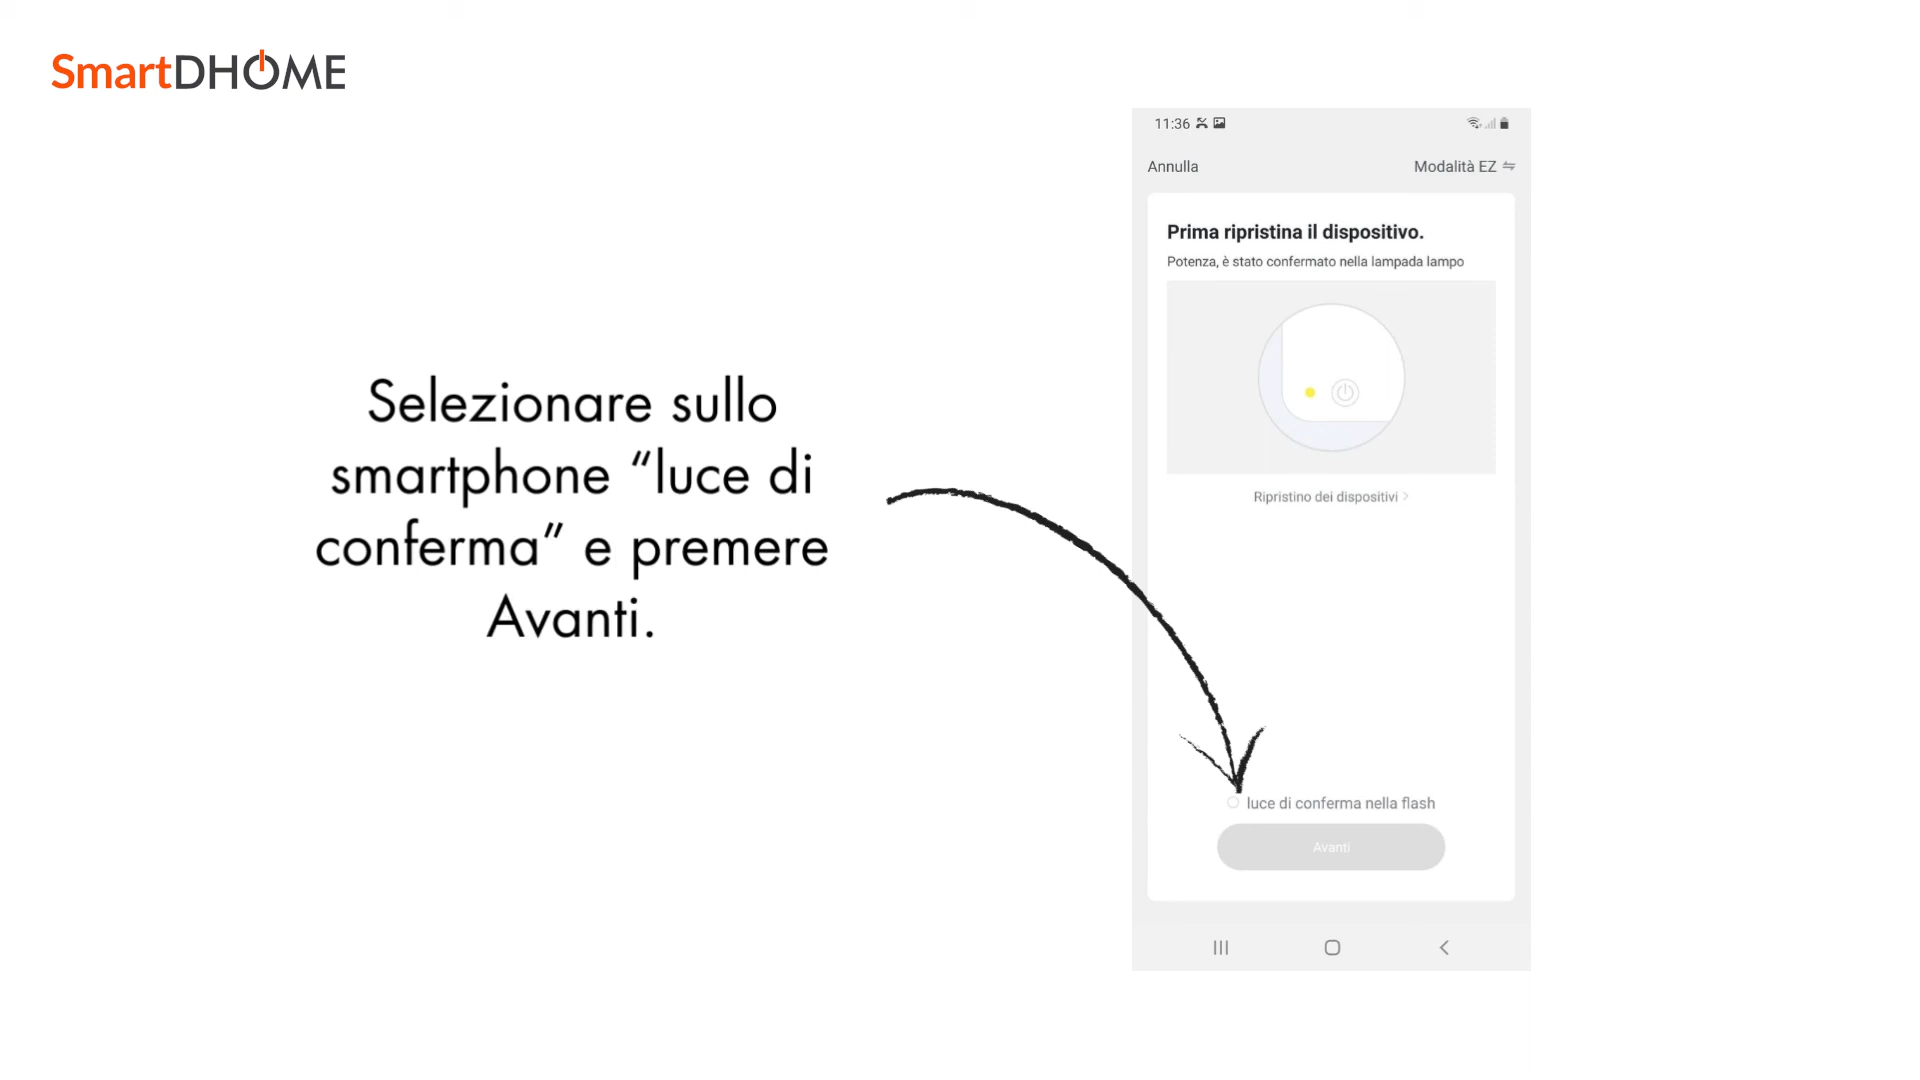 SmartDHOME
11:36
Annulla
Modalità EZ
Prima ripristina il dispositivo.
Potenza, è stato confermato nella lampada lampo
Ripristino dei dispositivi
Selezionare sullo
smartphone “luce di
conferma” e premere
Avanti.
luce di conferma nella flash
Avanti